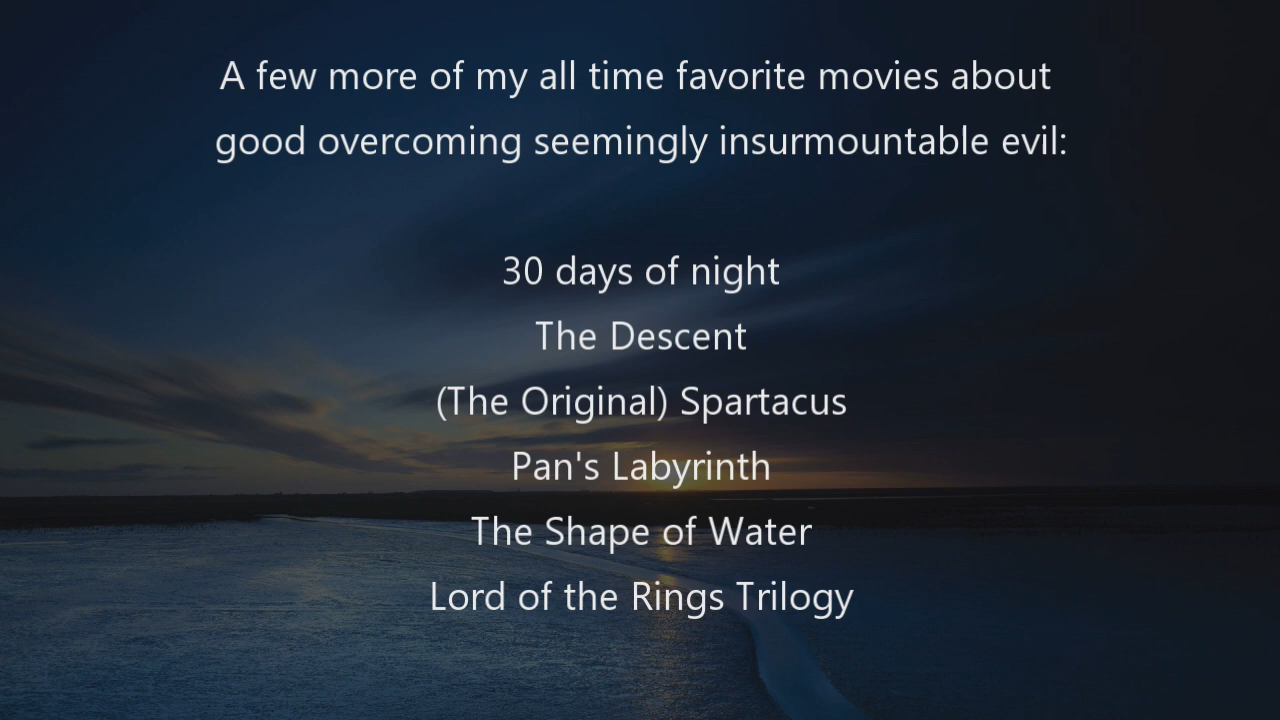 A few more of my all time favorite movies about
good overcoming seemingly insurmountable evil:
30 days of night
The Descent
(The Original) Spartacus
Pan's Labyrinth
The Shape of Water
Lord of the Rings Trilogy